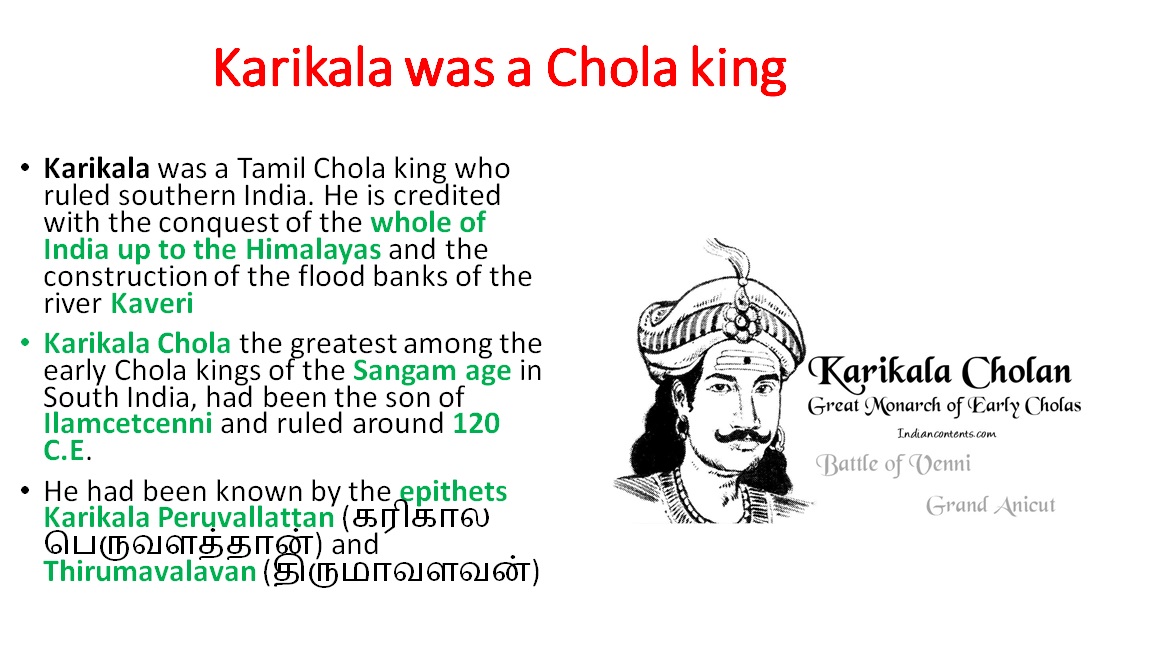 Karikala was a Chola king
• Karikala was a Tamil Chola king who
ruled southern India. He is credited
with the conquest of the whole of
India up to the Himalayas and the
construction of the flood banks of the
river Kaveri
• Karikala Chola the greatest among the
early Chola kings of the Sangam age in
South India, had been the son of
Ilamcetcenni and ruled around 120
C.E.
• He had been known by the epithets
Karikala Peruvallattan (கரிகால
பெருவளத்தான்) and
Thirumavalavan (திருமாவளவன்)
Karikala Cholan
Great Monarch of Early Cholas
Indiancontents.com
Battle of Venni
Grand Anicut